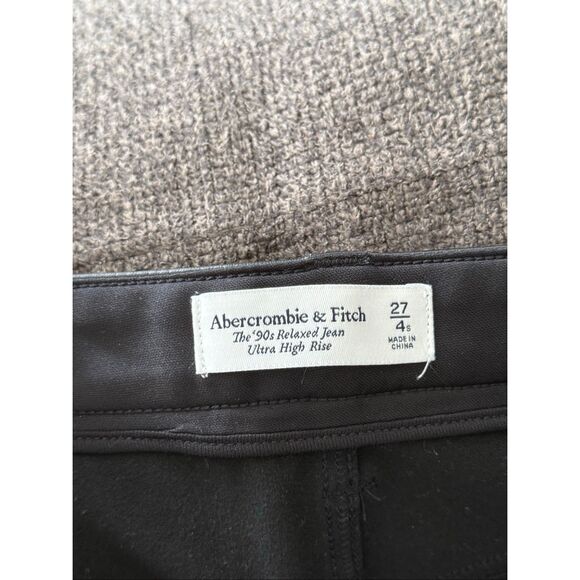 Abercrombie & Fitch
The '90s Relaxed Jean
Ultra High Rise
27
4s
MADE IN
CHINA